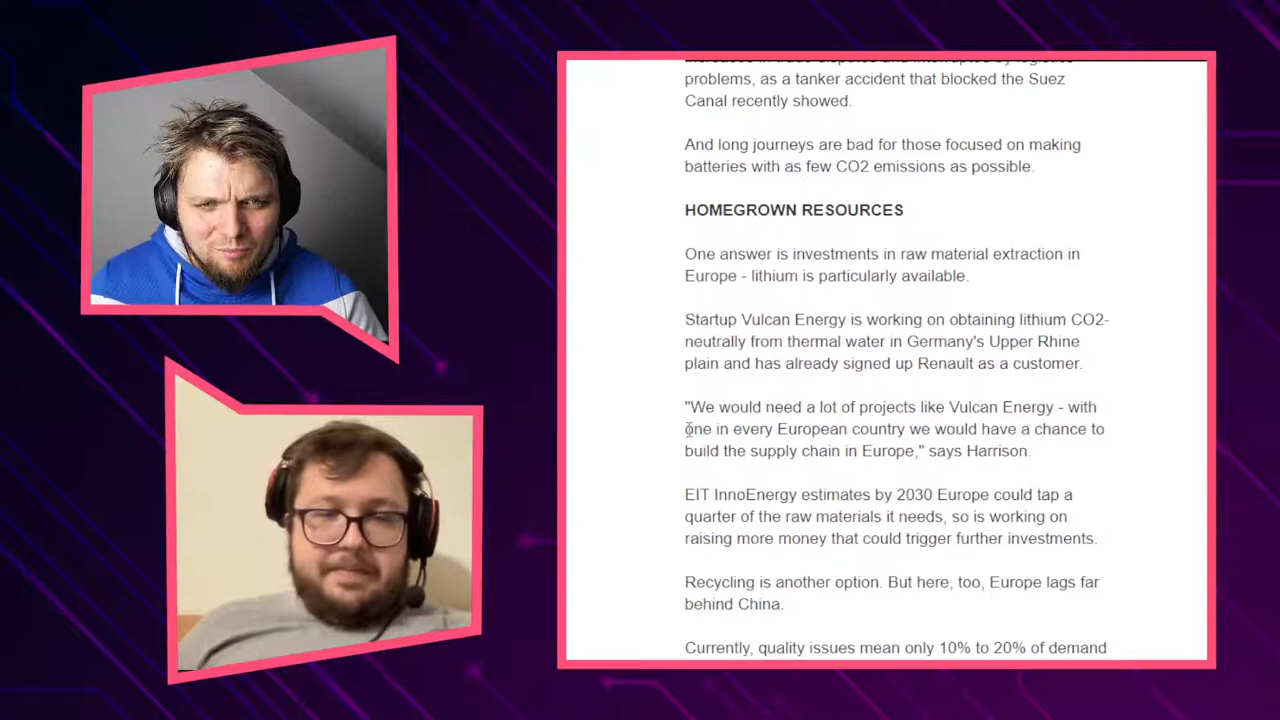 problems, as a tanker accident that blocked the Suez
Canal recently showed.
And long journeys are bad for those focused on making
batteries with as few CO2 emissions as possible.
HOMEGROWN RESOURCES
One answer is investments in raw material extraction in
Europe - lithium is particularly available.
Startup Vulcan Energy is working on obtaining lithium CO2-
neutrally from thermal water in Germany's Upper Rhine
plain and has already signed up Renault as a customer.
"We would need a lot of projects like Vulcan Energy - with
one in every European country we would have a chance to
build the supply chain in Europe," says Harrison.
EIT InnoEnergy estimates by 2030 Europe could tap a
quarter of the raw materials it needs, so is working on
raising more money that could trigger further investments.
Recycling is another option. But here, too, Europe lags far
behind China.
Currently, quality issues mean only 10% to 20% of demand